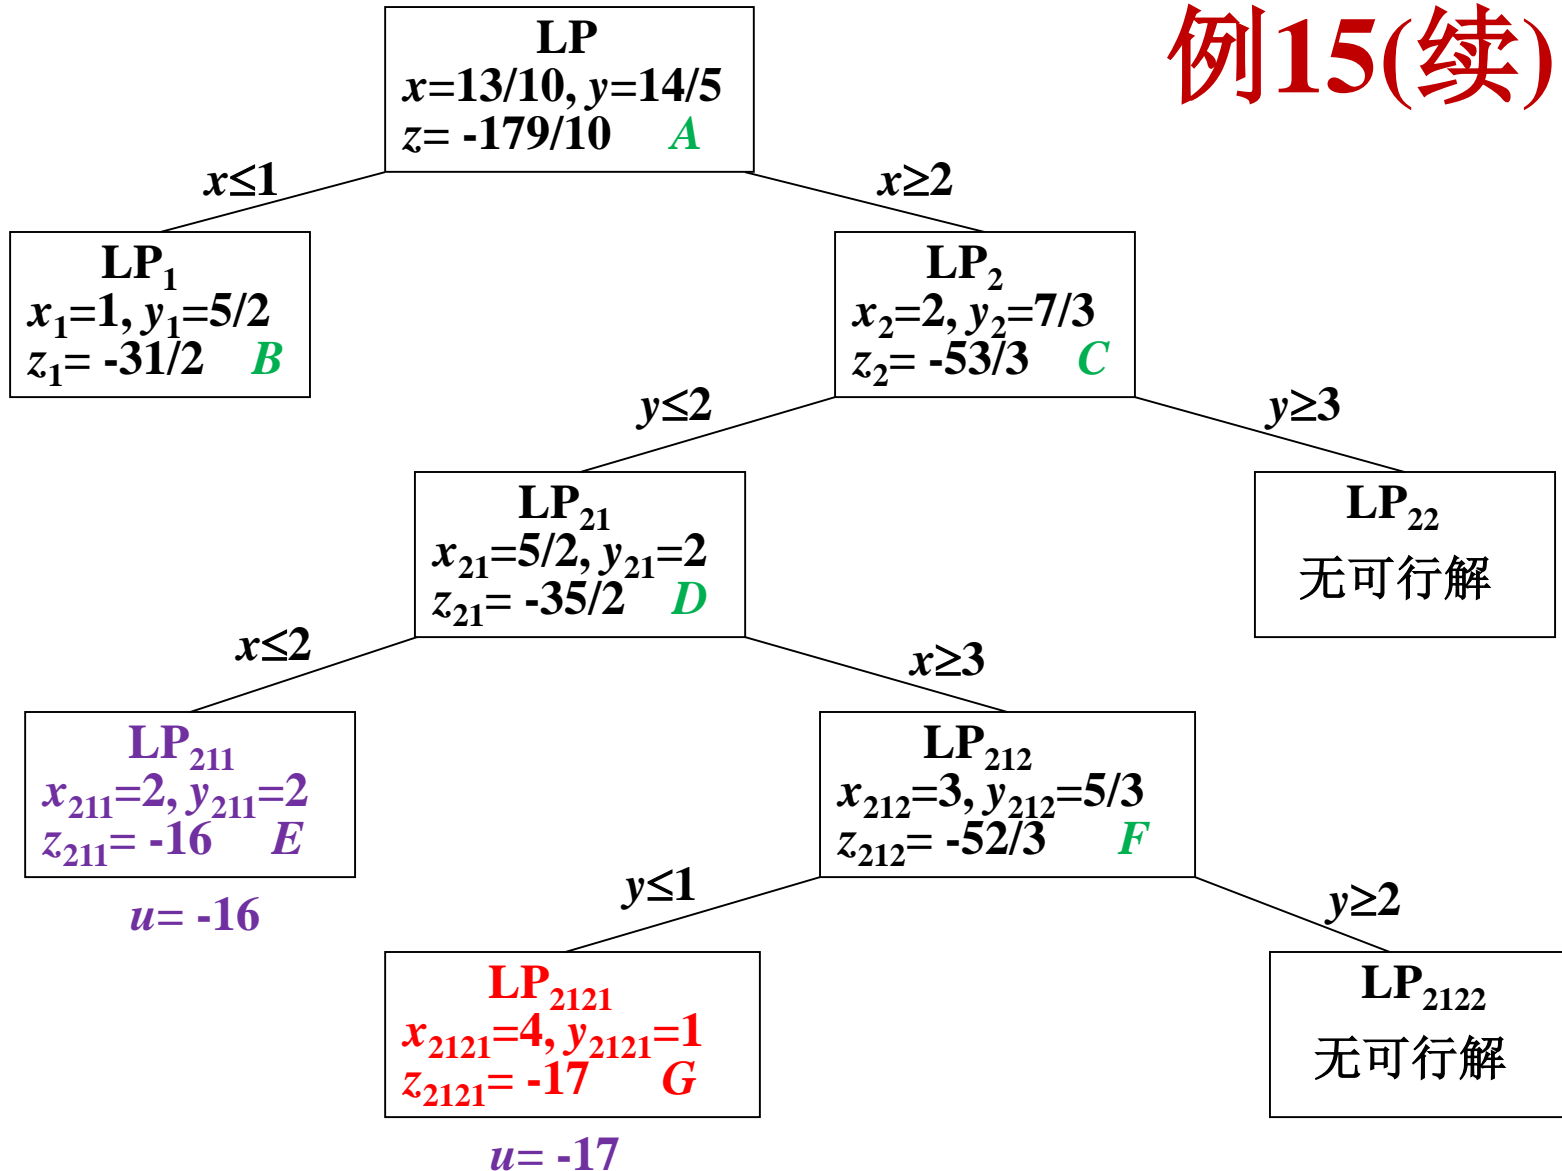 例15(续)
LP
x=13/10, y=14/5
z= -179/10 A
x≤1
x≥2
LP₁
x₁=1, y₁=5/2
z₁= -31/2 B
LP₂
x₂=2, y₂=7/3
z₂= -53/3 C
y≤2
y≥3
LP₂₁
x₂₁=5/2, y₂₁=2
z₂₁= -35/2 D
LP₂₂
无可行解
x≤2
x≥3
LP₂₁₁
x₂₁₁=2, y₂₁₁=2
z₂₁₁= -16 E
u= -16
LP₂₁₂
x₂₁₂=3, y₂₁₂=5/3
z₂₁₂= -52/3 F
y≤1
y≥2
LP₂₁₂₁
x₂₁₂₁=4, y₂₁₂₁=1
z₂₁₂₁= -17 G
u= -17
LP₂₁₂₂
无可行解